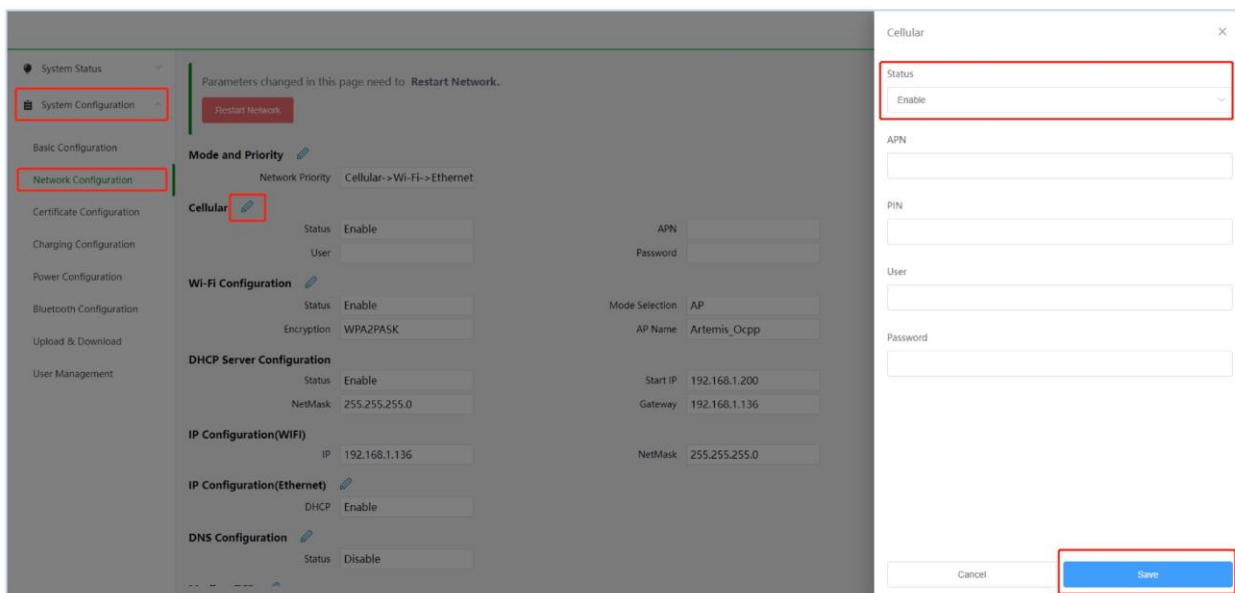 System Status
System Configuration
Basic Configuration
Network Configuration
Certificate Configuration
Charging Configuration
Power Configuration
Bluetooth Configuration
Upload & Download
User Management
Parameters changed in this page need to Restart Network.
Restart Network
Mode and Priority
Network Priority Cellular->Wi-Fi->Ethernet
Cellular
Status Enable APN
User Password
Wi-Fi Configuration
Status Enable Mode Selection AP
Encryption WPA2PASK AP Name Artemis_Ocpp
DHCP Server Configuration
Status Enable Start IP 192.168.1.200
NetMask 255.255.255.0 Gateway 192.168.1.136
IP Configuration(WIFI)
IP 192.168.1.136 NetMask 255.255.255.0
IP Configuration(Ethernet)
DHCP Enable
DNS Configuration
Status Disable
Cellular
Status
Enable
APN
PIN
User
Password
Cancel Save